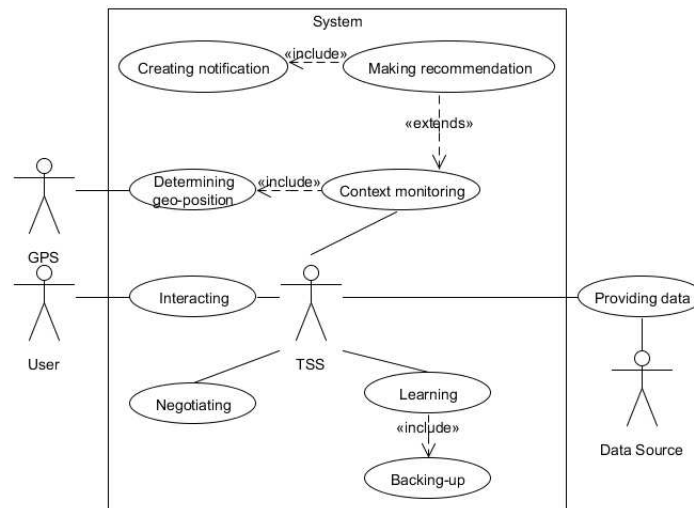 System
Creating notification
«include»
Making recommendation
«extends»
Determining
geo-position
«include»
Context monitoring
GPS
Interacting
Providing data
User
TSS
Negotiating
Learning
«include»
Data Source
Backing-up